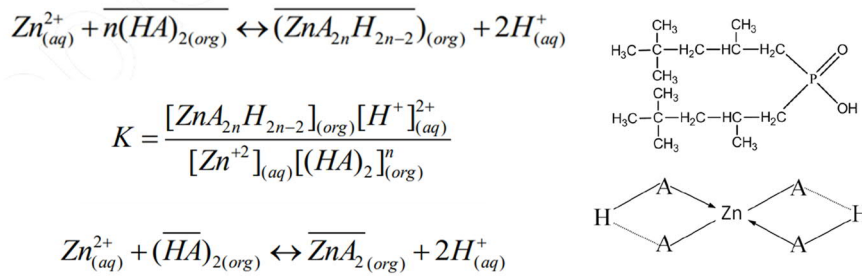 Zn²⁺₍aq₎ + n(HA)₂₍org₎ ↔ (ZnA₂ₙH₂ₙ₋₂)₍org₎ + 2H⁺₍aq₎
K = [ZnA₂ₙH₂ₙ₋₂]₍org₎[H⁺]²⁺₍aq₎
[Zn⁺²]₍aq₎[(HA)₂]ⁿ₍org₎
Zn²⁺₍aq₎ + (HA)₂₍org₎ ↔ ZnA₂₍org₎ + 2H⁺₍aq₎
CH₃ CH₃
H₃C—C—H₂C—HC—H₂C O
CH₃ P
CH₃ OH
H₃C—C—H₂C—HC—H₂C
CH₃ CH₃
A A
H Zn H
A A